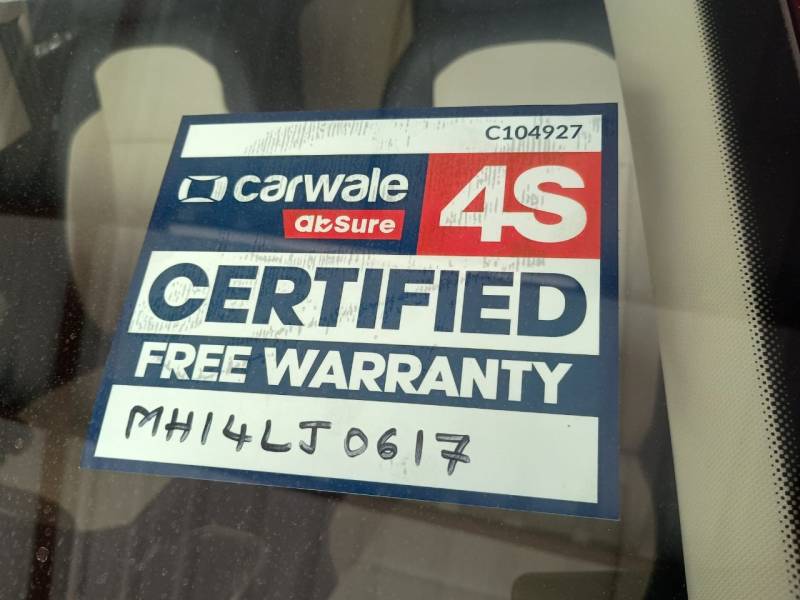 C104927
carwale 4S
abSure
CERTIFIED
FREE WARRANTY
MH14LJ0617